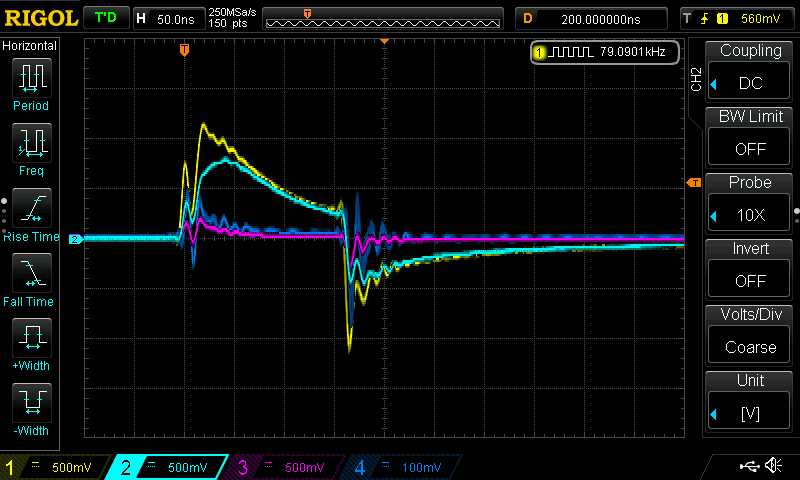 RIGOL T'D H 50.0ns 250MSa/s 150 pts T D 200.000000ns T 1 560mV
Horizontal
Period
Freq
Rise Time
Fall Time
+Width
-Width
T
1 79.0901kHz
T
2
CH2
Coupling
DC
BW Limit
OFF
Probe
10X
Invert
OFF
Volts/Div
Coarse
Unit
[V]
1 500mV 2 500mV 3 500mV 4 100mV